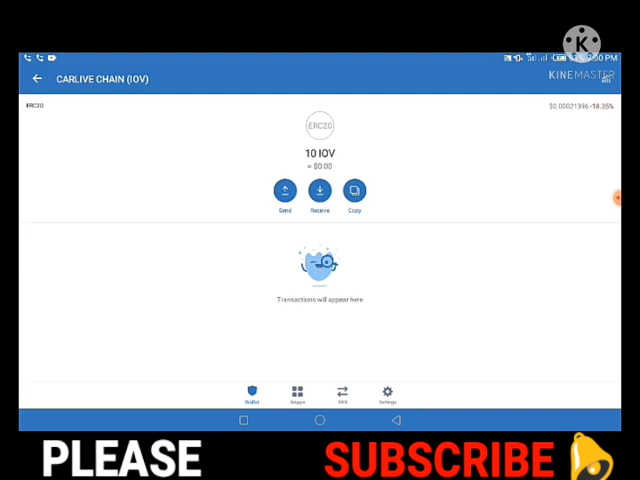 K
KINEMASTER
CARLIVE CHAIN (IOV)
ERC20
$0.00021396 -18.35%
ERC20
10 IOV
≈ $0.00
Send
Receive
Copy
Transactions will appear here
Wallet
DApps
DEX
Settings
PLEASE
SUBSCRIBE